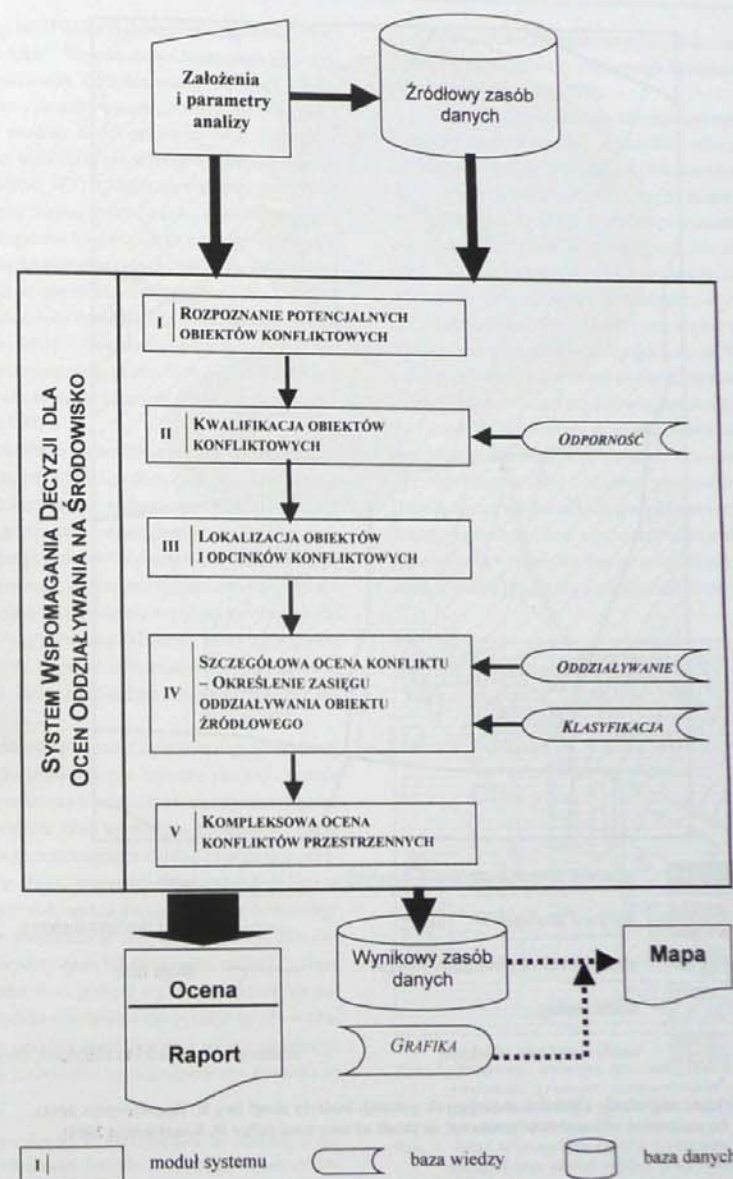 Założenia
i parametry
analizy
Źródłowy zasób
danych
SYSTEM WSPOMAGANIA DECYZJI DLA
OCEN ODDZIAŁYWANIA NA ŚRODOWISKO
I ROZPOZNANIE POTENCJALNYCH
OBIEKTÓW KONFLIKTOWYCH
II KWALIFIKACJA OBIEKTÓW
KONFLIKTOWYCH
ODPORNOŚĆ
III LOKALIZACJA OBIEKTÓW
I ODCINKÓW KONFLIKTOWYCH
IV SZCZEGÓŁOWA OCENA KONFLIKTU
– OKREŚLENIE ZASIĘGU
ODDZIAŁYWANIA OBIEKTU
ŹRÓDŁOWEGO
ODDZIAŁYWANIE
KLASYFIKACJA
V KOMPLEKSOWA OCENA
KONFLIKTÓW PRZESTRZENNYCH
Ocena
Raport
Wynikowy zasób
danych
GRAFIKA
Mapa
I moduł systemu
baza wiedzy
baza danych